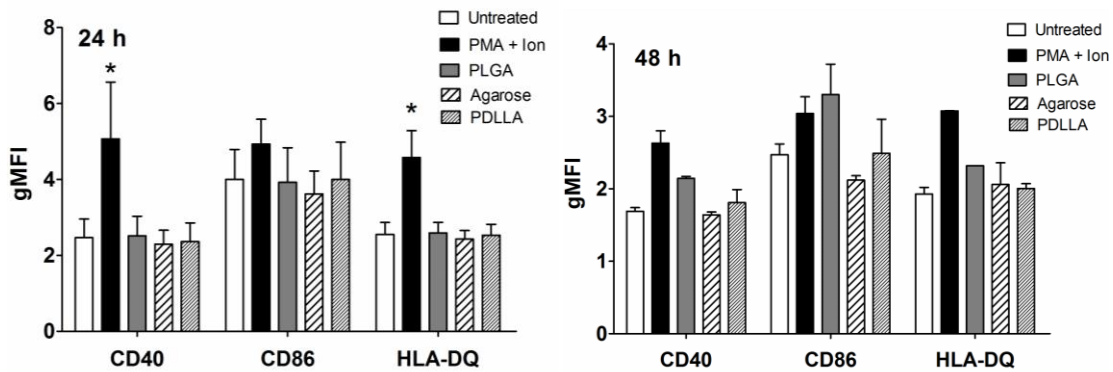 24 h
*
*
Untreated
PMA + Ion
PLGA
Agarose
PDLLA
gMFI
8
6
4
2
0
CD40 CD86 HLA-DQ
48 h
Untreated
PMA + Ion
PLGA
Agarose
PDLLA
gMFI
4
3
2
1
0
CD40 CD86 HLA-DQ